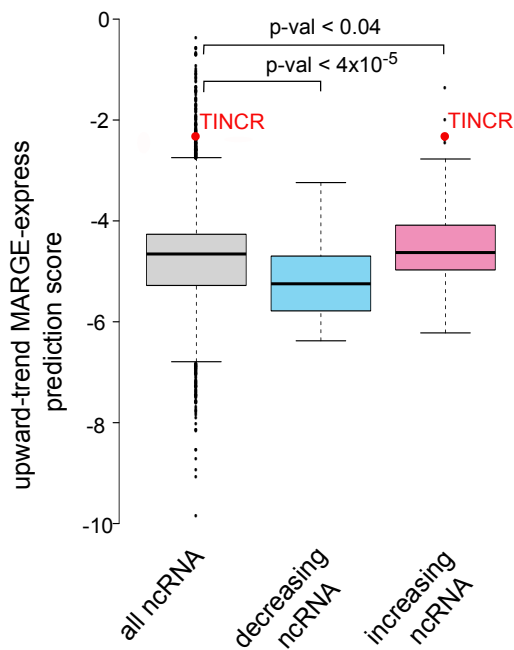 0
p-val < 0.04
p-val < 4x10⁻⁵
-2
TINCR
TINCR
-4
-6
-8
-10
upward-trend MARGE-express
prediction score
all ncRNA
decreasing
ncRNA
increasing
ncRNA